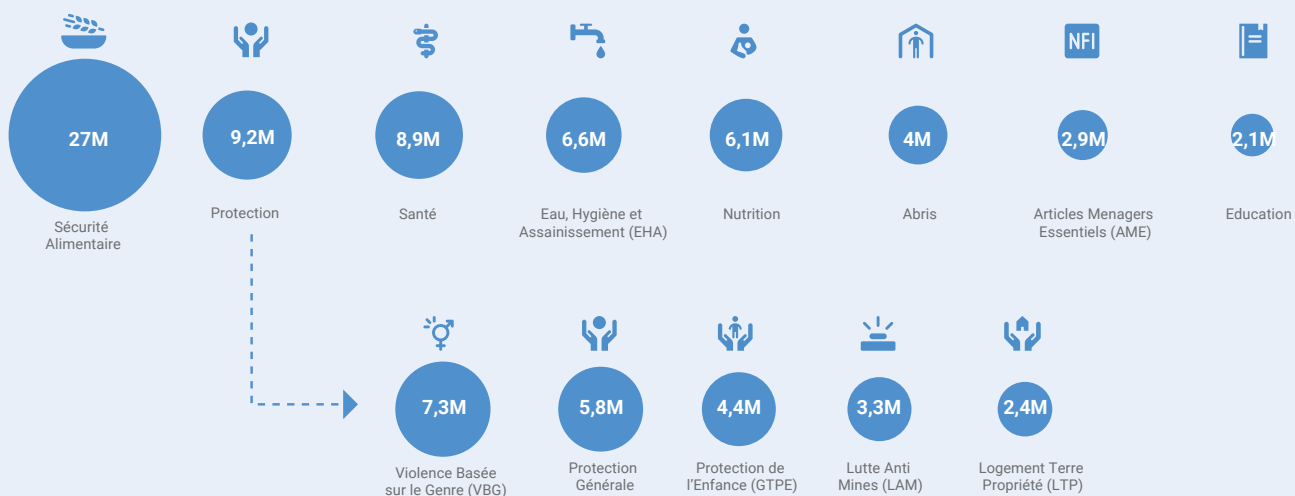 NFI
27M
9,2M
8,9M
6,6M
6,1M
4M
2,9M
2,1M
Sécurité
Alimentaire
Protection
Santé
Eau, Hygiène et
Assainissement (EHA)
Nutrition
Abris
Articles Menagers
Essentiels (AME)
Education
7,3M
5,8M
4,4M
3,3M
2,4M
Violence Basée
sur le Genre (VBG)
Protection
Générale
Protection de
l'Enfance (GTPE)
Lutte Anti
Mines (LAM)
Logement Terre
Propriété (LTP)